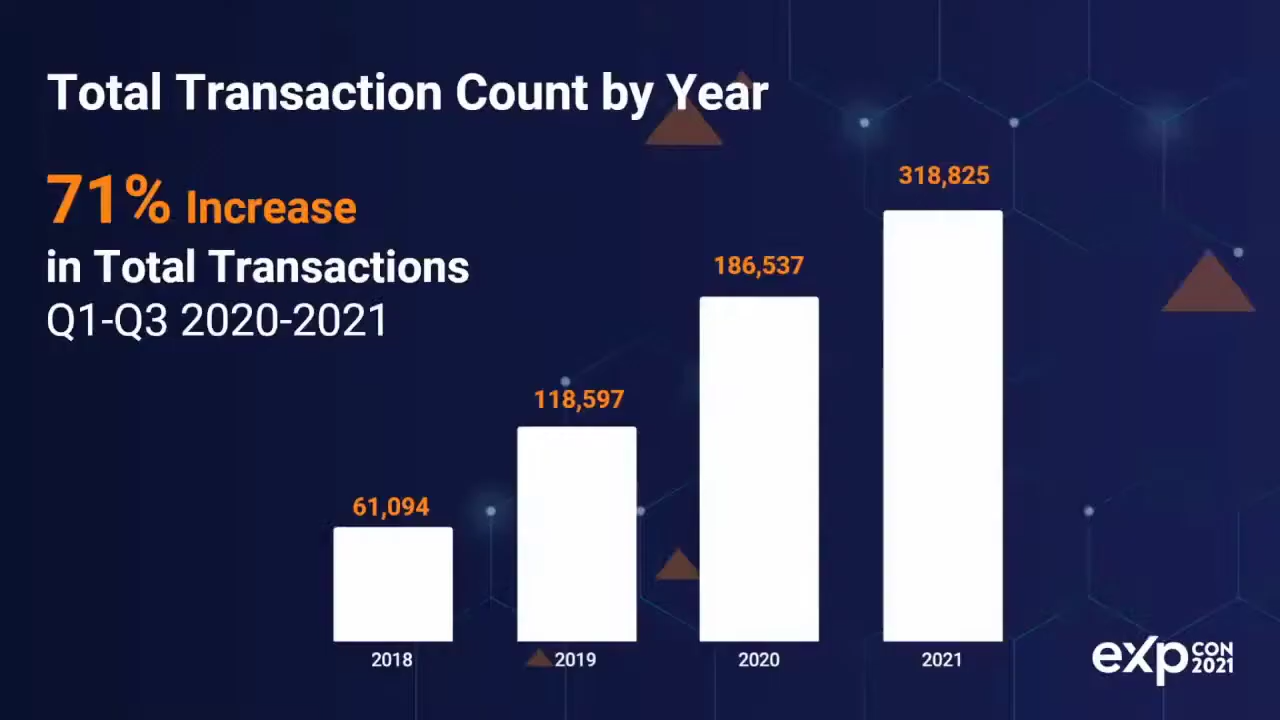 Total Transaction Count by Year
71% Increase
in Total Transactions
Q1-Q3 2020-2021
318,825
186,537
118,597
61,094
2018
2019
2020
2021
exp CON 2021